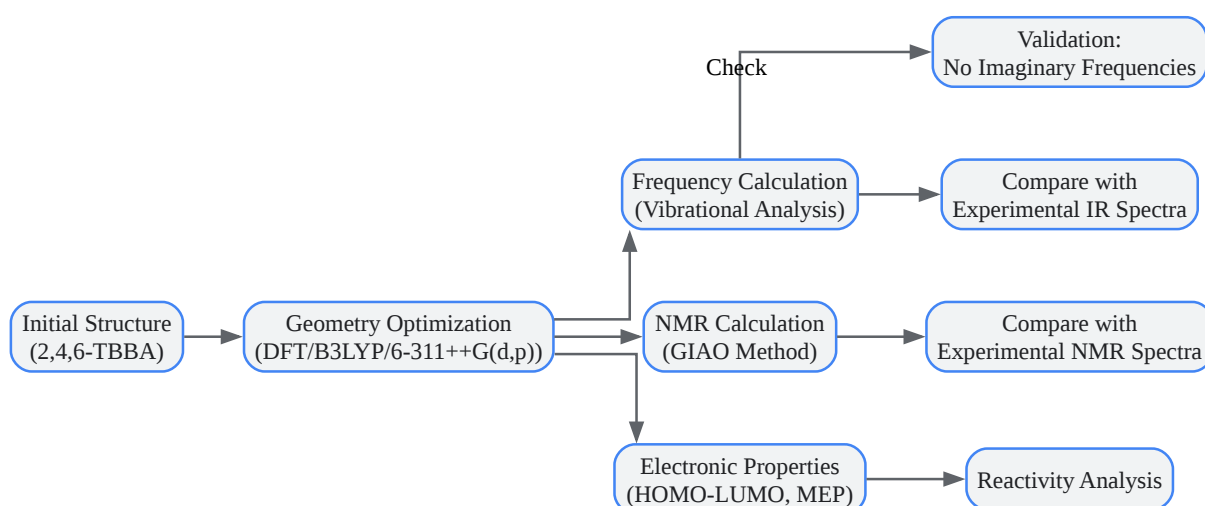 Validation:
No Imaginary Frequencies
Check
Frequency Calculation
(Vibrational Analysis)
Compare with
Experimental IR Spectra
Initial Structure
(2,4,6-TBBA)
Geometry Optimization
(DFT/B3LYP/6-311++G(d,p))
NMR Calculation
(GIAO Method)
Compare with
Experimental NMR Spectra
Electronic Properties
(HOMO-LUMO, MEP)
Reactivity Analysis